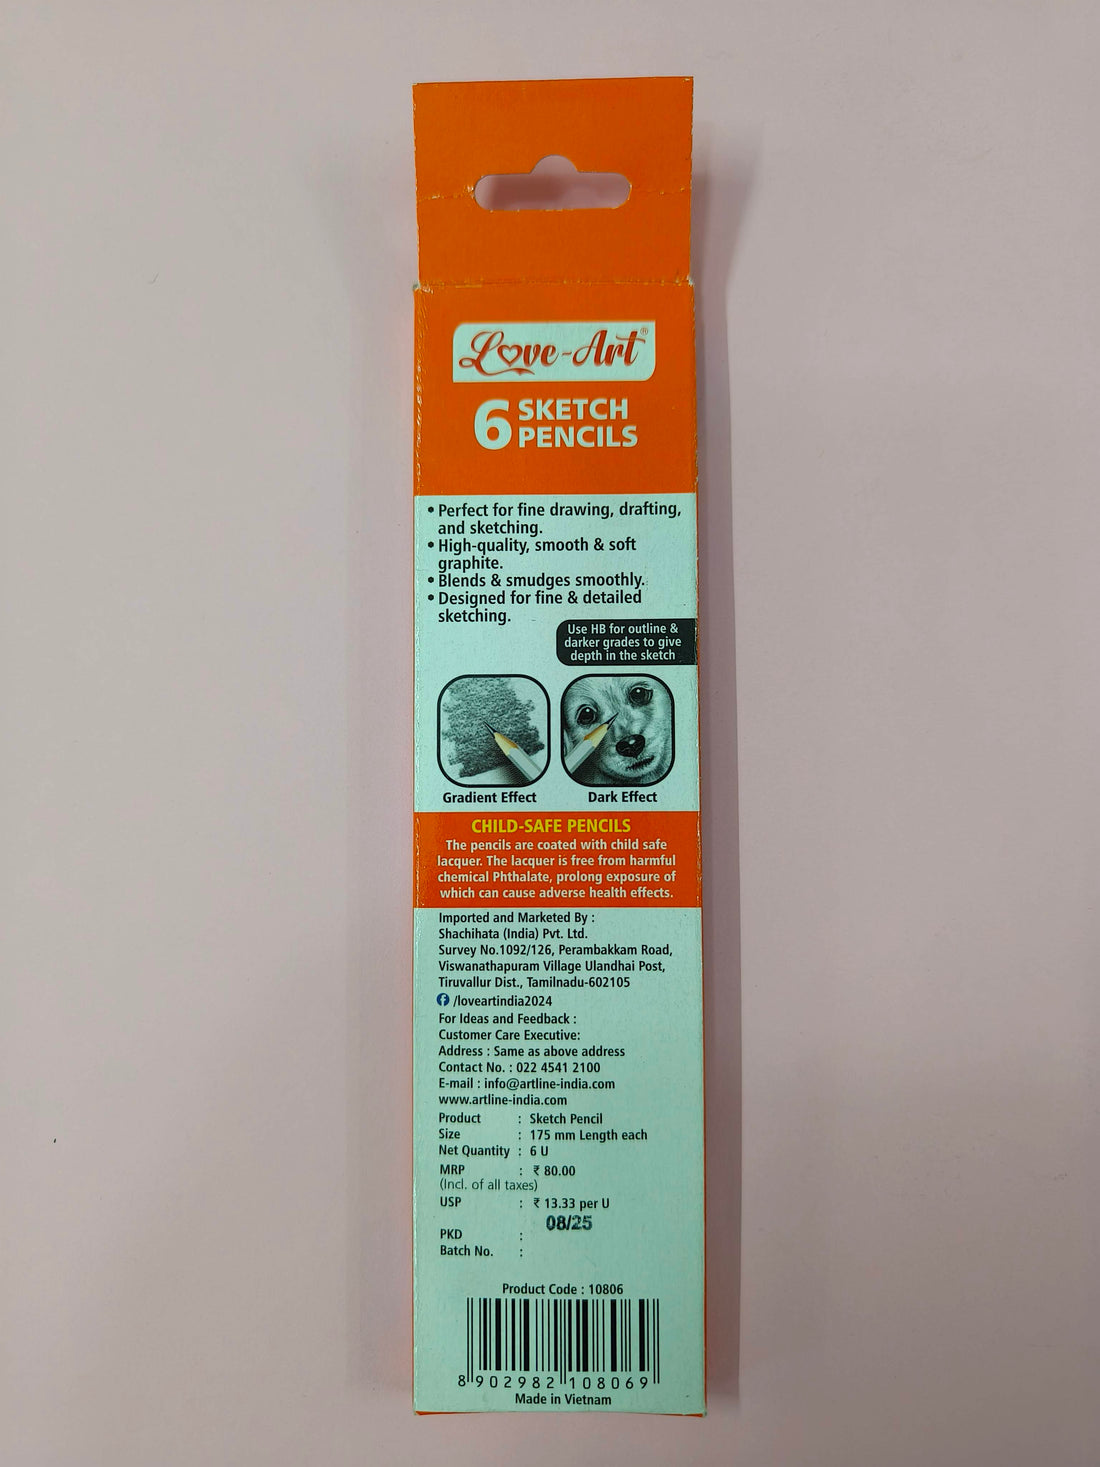 Love-Art®
6 SKETCH
PENCILS
• Perfect for fine drawing, drafting,
and sketching.
• High-quality, smooth & soft
graphite.
• Blends & smudges smoothly.
• Designed for fine & detailed
sketching.
Use HB for outline &
darker grades to give
depth in the sketch
Gradient Effect
Dark Effect
CHILD-SAFE PENCILS
The pencils are coated with child safe
lacquer. The lacquer is free from harmful
chemical Phthalate, prolong exposure of
which can cause adverse health effects.
Imported and Marketed By :
Shachihata (India) Pvt. Ltd.
Survey No.1092/126, Perambakkam Road,
Viswanathapuram Village Ulandhai Post,
Tiruvallur Dist., Tamilnadu-602105
/loveartindia2024
For Ideas and Feedback :
Customer Care Executive:
Address : Same as above address
Contact No. : 022 4541 2100
E-mail : info@artline-india.com
www.artline-india.com
Product : Sketch Pencil
Size : 175 mm Length each
Net Quantity : 6 U
MRP : ₹ 80.00
(Incl. of all taxes)
USP : ₹ 13.33 per U
08/25
PKD :
Batch No. :
Product Code : 10806
8 902982 108069
Made in Vietnam